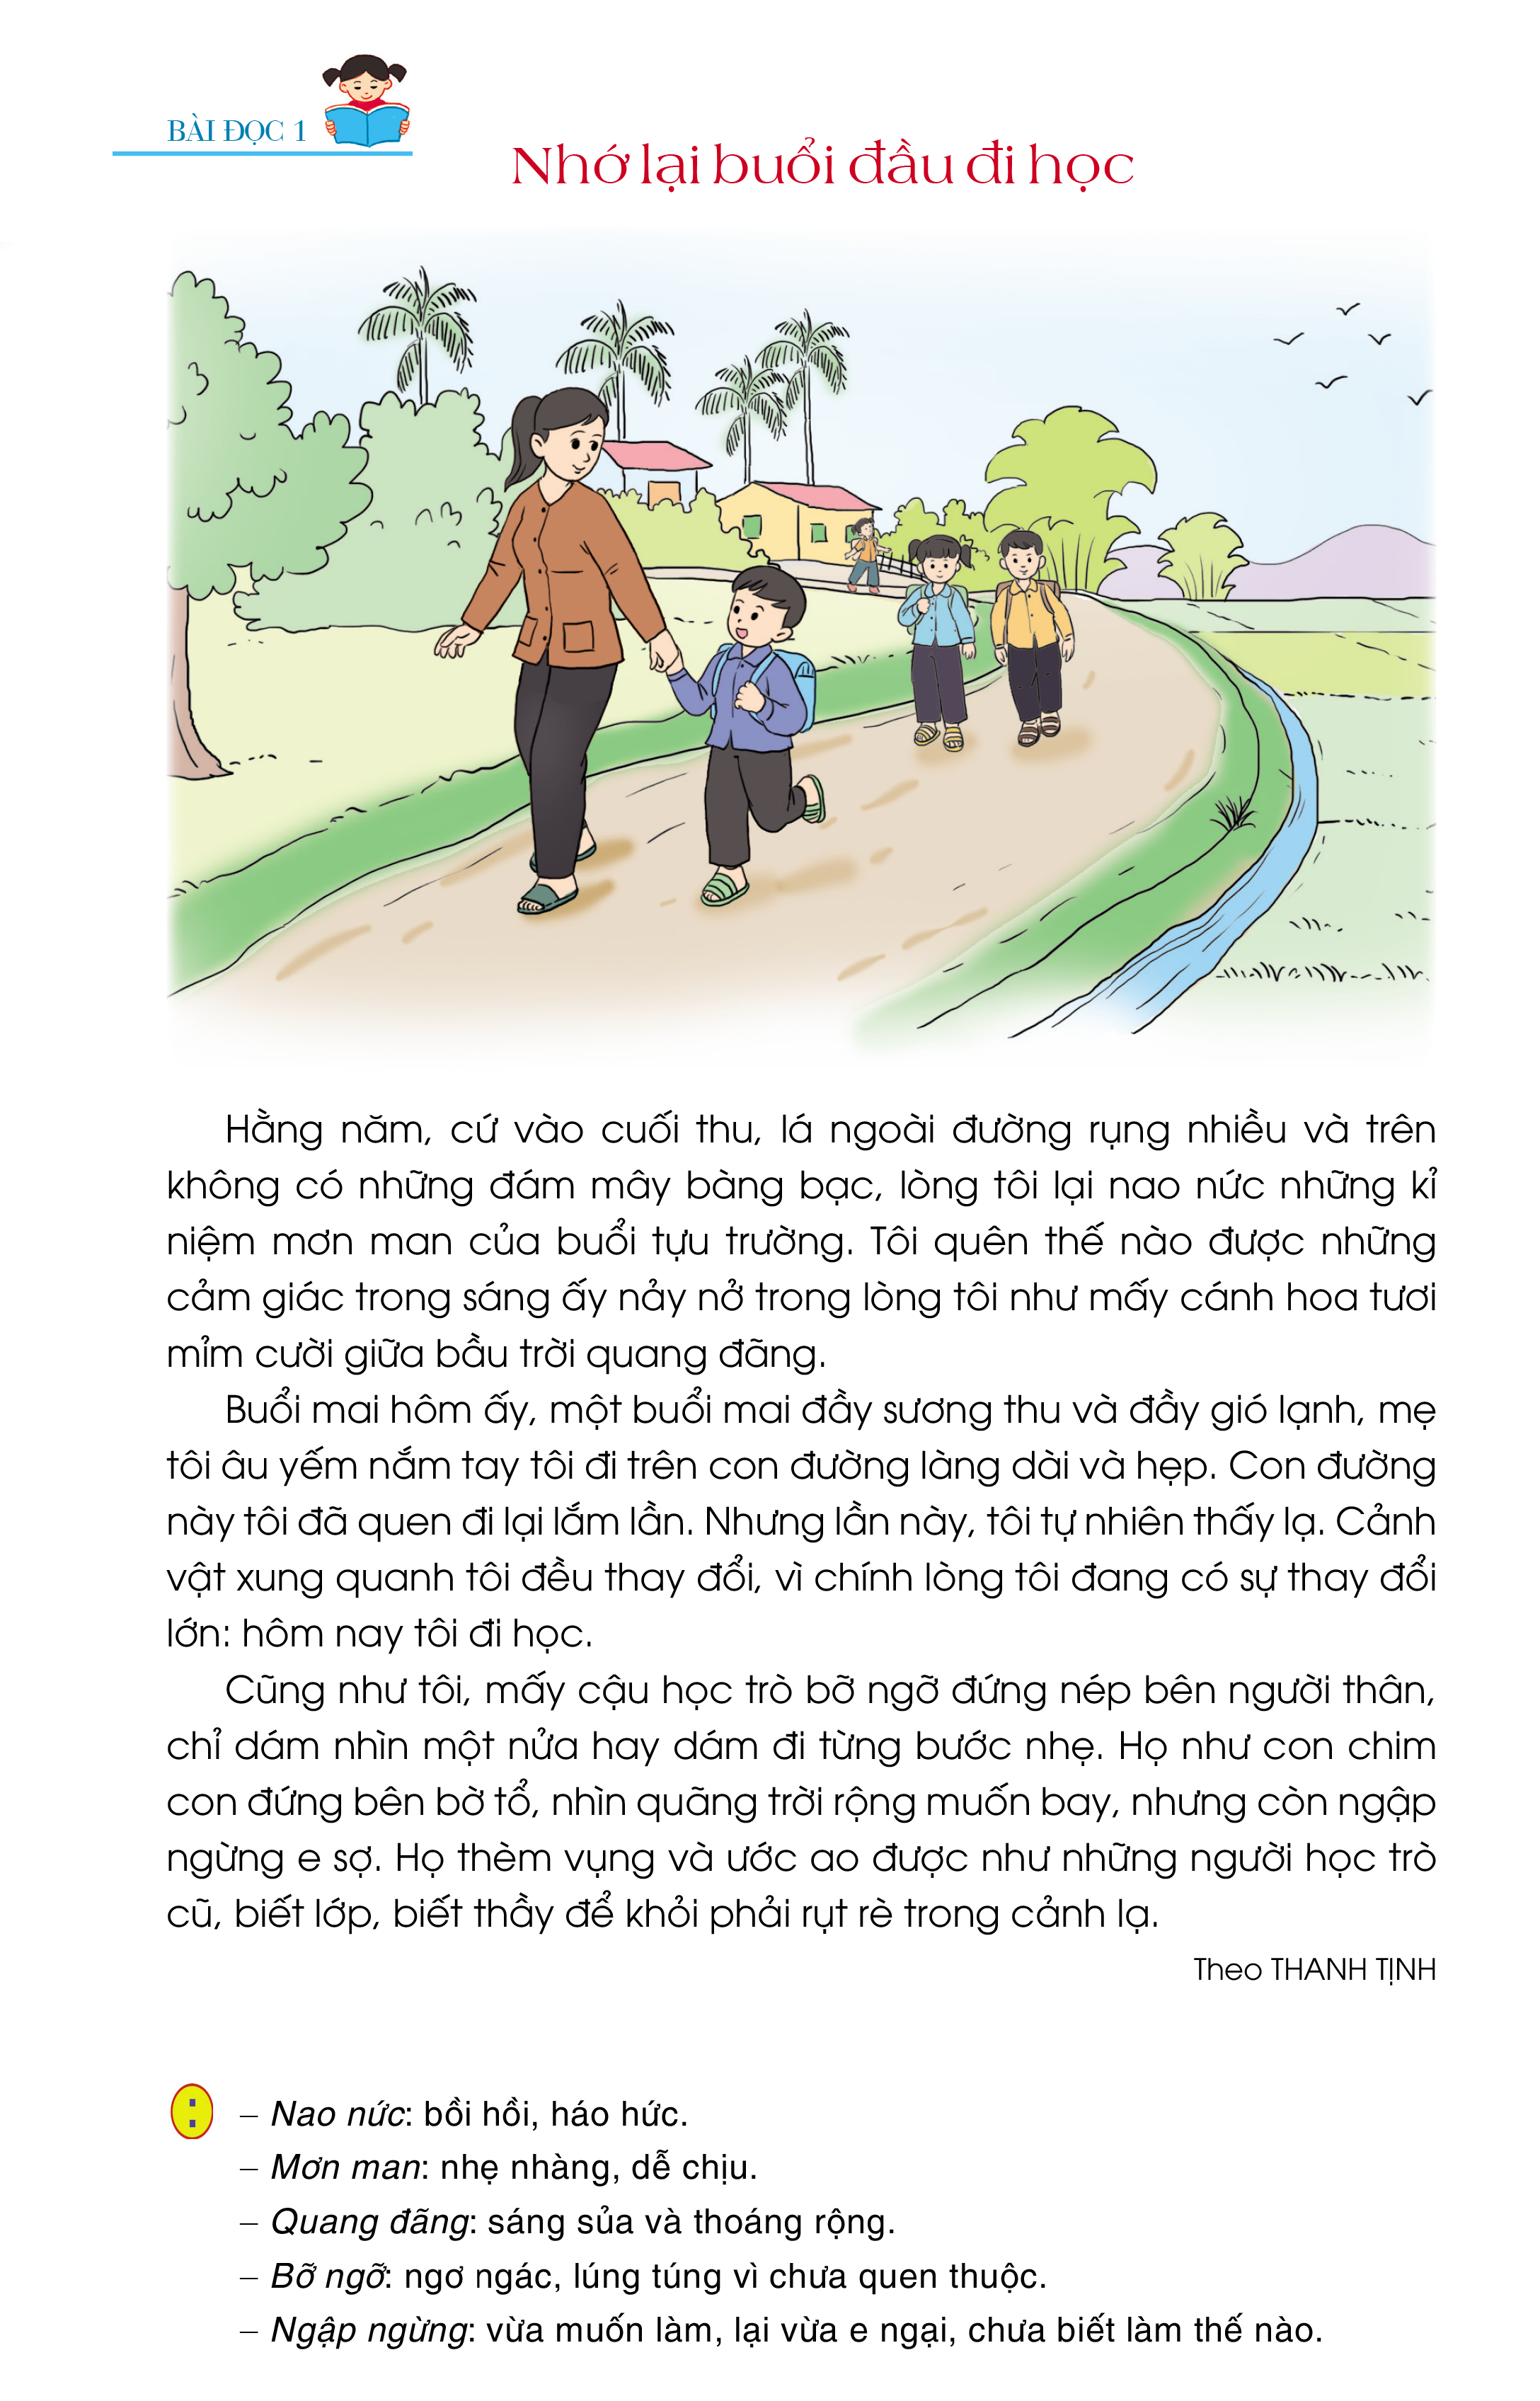 BÀI ĐỌC 1
Nhớ lại buổi đầu đi học
Hằng năm, cứ vào cuối thu, lá ngoài đường rụng nhiều và trên
không có những đám mây bàng bạc, lòng tôi lại nao nức những kỉ
niệm mơn man của buổi tựu trường. Tôi quên thế nào được những
cảm giác trong sáng ấy nảy nở trong lòng tôi như mấy cánh hoa tươi
mỉm cười giữa bầu trời quang đãng.
Buổi mai hôm ấy, một buổi mai đầy sương thu và đầy gió lạnh, mẹ
tôi âu yếm nắm tay tôi đi trên con đường làng dài và hẹp. Con đường
này tôi đã quen đi lại lắm lần. Nhưng lần này, tôi tự nhiên thấy lạ. Cảnh
vật xung quanh tôi đều thay đổi, vì chính lòng tôi đang có sự thay đổi
lớn: hôm nay tôi đi học.
Cũng như tôi, mấy cậu học trò bỡ ngỡ đứng nép bên người thân,
chỉ dám nhìn một nửa hay dám đi từng bước nhẹ. Họ như con chim
con đứng bên bờ tổ, nhìn quãng trời rộng muốn bay, nhưng còn ngập
ngừng e sợ. Họ thèm vụng và ước ao được như những người học trò
cũ, biết lớp, biết thầy để khỏi phải rụt rè trong cảnh lạ.
Theo THANH TỊNH
: – Nao nức: bồi hồi, háo hức.
– Mơn man: nhẹ nhàng, dễ chịu.
– Quang đãng: sáng sủa và thoáng rộng.
– Bỡ ngỡ: ngơ ngác, lúng túng vì chưa quen thuộc.
– Ngập ngừng: vừa muốn làm, lại vừa e ngại, chưa biết làm thế nào.